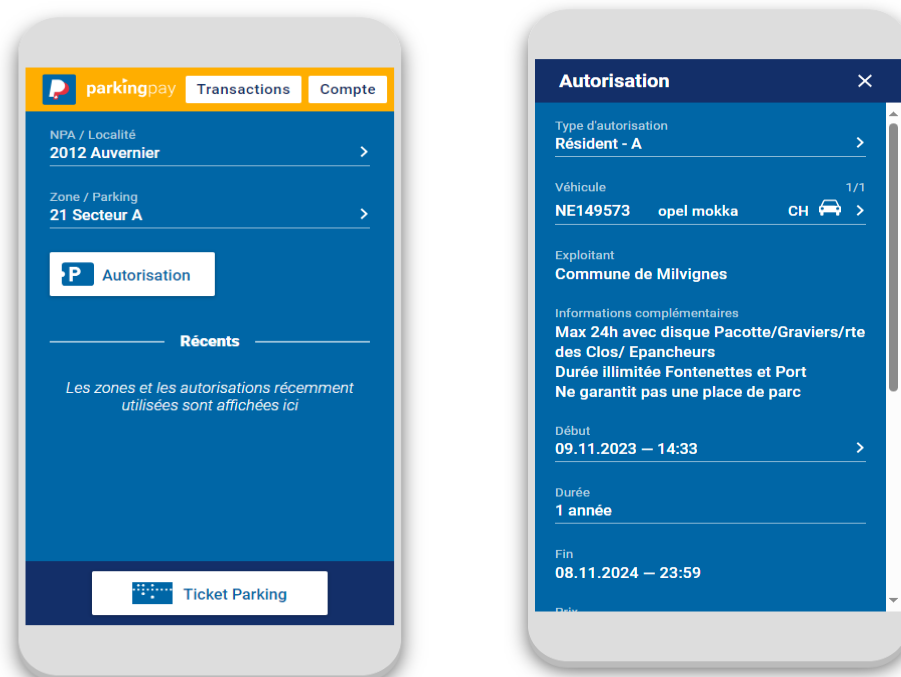 parkingpay Transactions Compte
NPA / Localité
2012 Auvernier
Zone / Parking
21 Secteur A
P Autorisation
Récents
Les zones et les autorisations récemment
utilisées sont affichées ici
Ticket Parking
Autorisation
Type d'autorisation
Résident - A
Véhicule 1/1
NE149573 opel mokka CH
Exploitant
Commune de Milvignes
Informations complémentaires
Max 24h avec disque Pacotte/Graviers/rte
des Clos/ Epancheurs
Durée illimitée Fontenettes et Port
Ne garantit pas une place de parc
Début
09.11.2023 — 14:33
Durée
1 année
Fin
08.11.2024 — 23:59